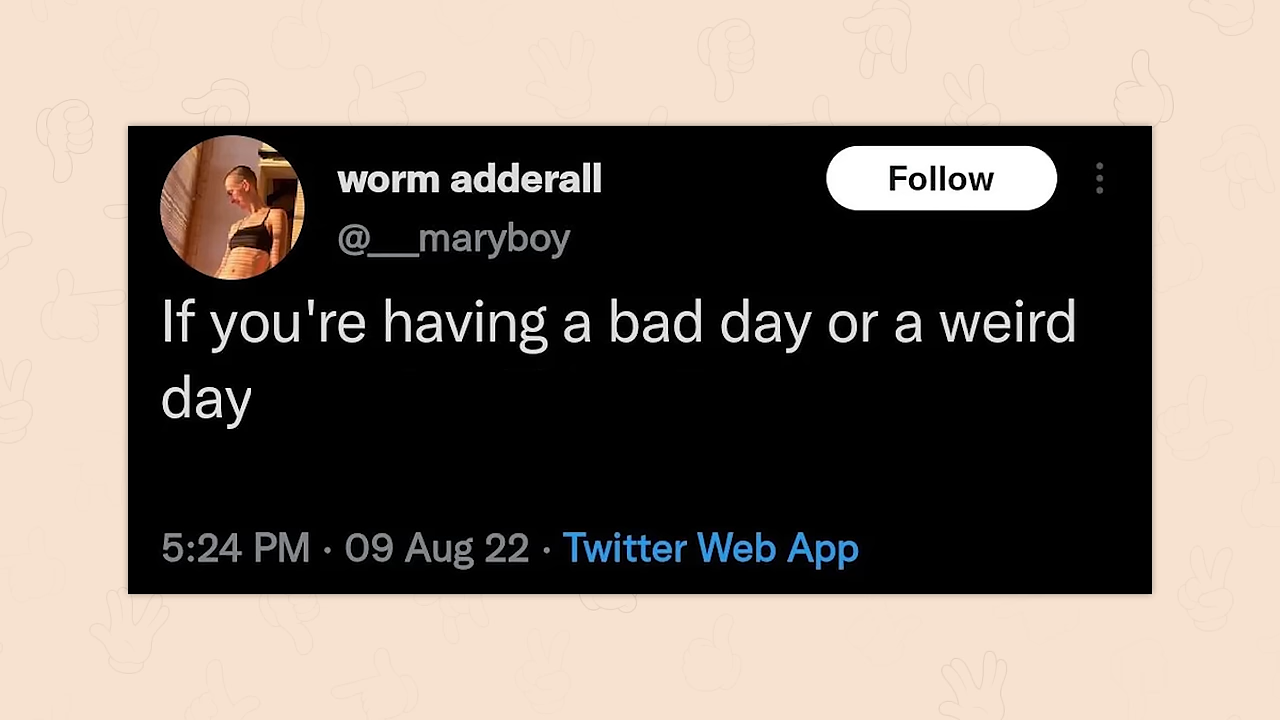 worm adderall
Follow
@___maryboy
If you're having a bad day or a weird
day
5:24 PM · 09 Aug 22 · Twitter Web App